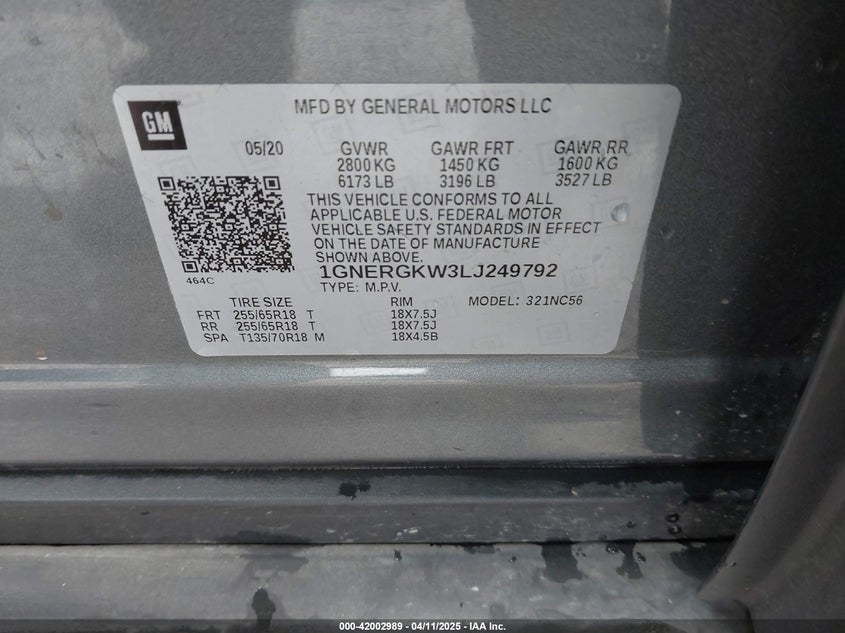 GM
MFD BY GENERAL MOTORS LLC
05/20 GVWR GAWR FRT GAWR RR
2800 KG 1450 KG 1600 KG
6173 LB 3196 LB 3527 LB
THIS VEHICLE CONFORMS TO ALL
APPLICABLE U.S. FEDERAL MOTOR
VEHICLE SAFETY STANDARDS IN EFFECT
ON THE DATE OF MANUFACTURE
SHOWN ABOVE.
464C
1GNERGKW3LJ249792
TYPE: M.P.V.
TIRE SIZE RIM MODEL: 321NC56
FRT 255/65R18 T 18X7.5J
RR 255/65R18 T 18X7.5J
SPA T135/70R18 M 18X4.5B
000-42002989 - 04/11/2025 - IAA Inc.